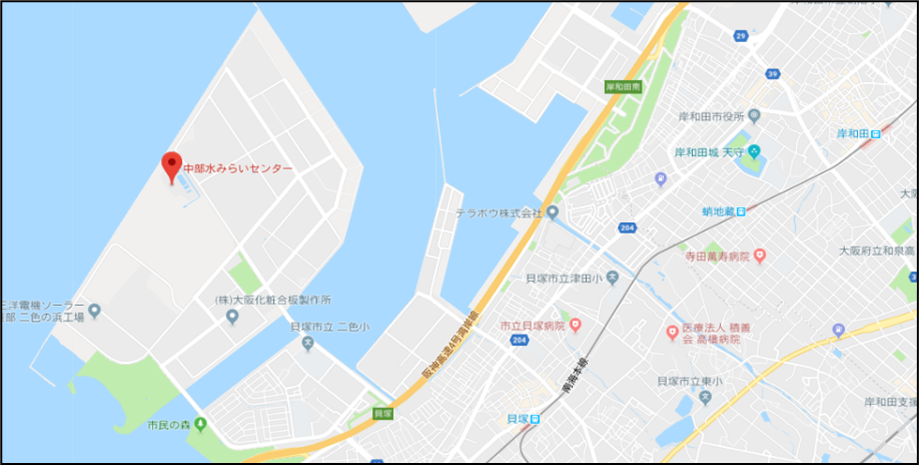 29
39
岸和田南
岸和田市役所
岸和田
岸和田城 天守
中部水みらいセンター
蛸地蔵
テラボウ株式会社
204
大阪府立和泉高
寺田萬寿病院
貝塚市立津田小
(株)大阪化粧合板製作所
三洋電機ソーラー
部 二色の浜工場
貝塚市立 二色小
市立貝塚病院
医療法人 積善
会 高橋病院
204
阪神高速4号湾岸線
南海本線
貝塚市立東小
岸和田支援
貝塚
貝塚
市民の森